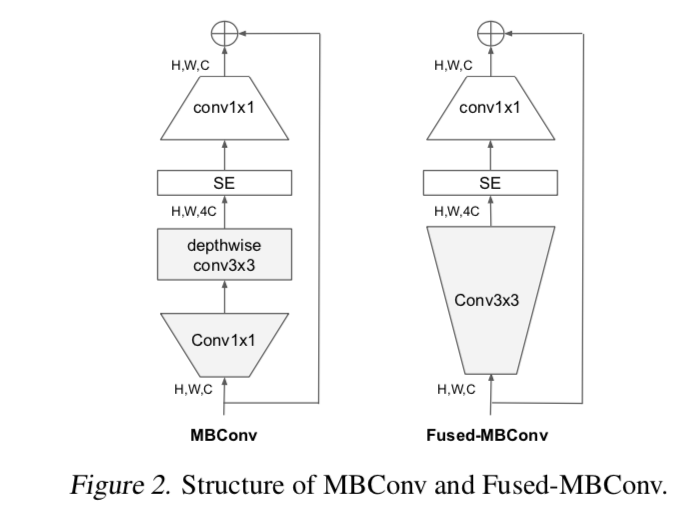 H,W,C
conv1x1
SE
H,W,4C
depthwise
conv3x3
Conv1x1
H,W,C
MBConv
H,W,C
conv1x1
SE
H,W,4C
Conv3x3
H,W,C
Fused-MBConv
Figure 2. Structure of MBConv and Fused-MBConv.